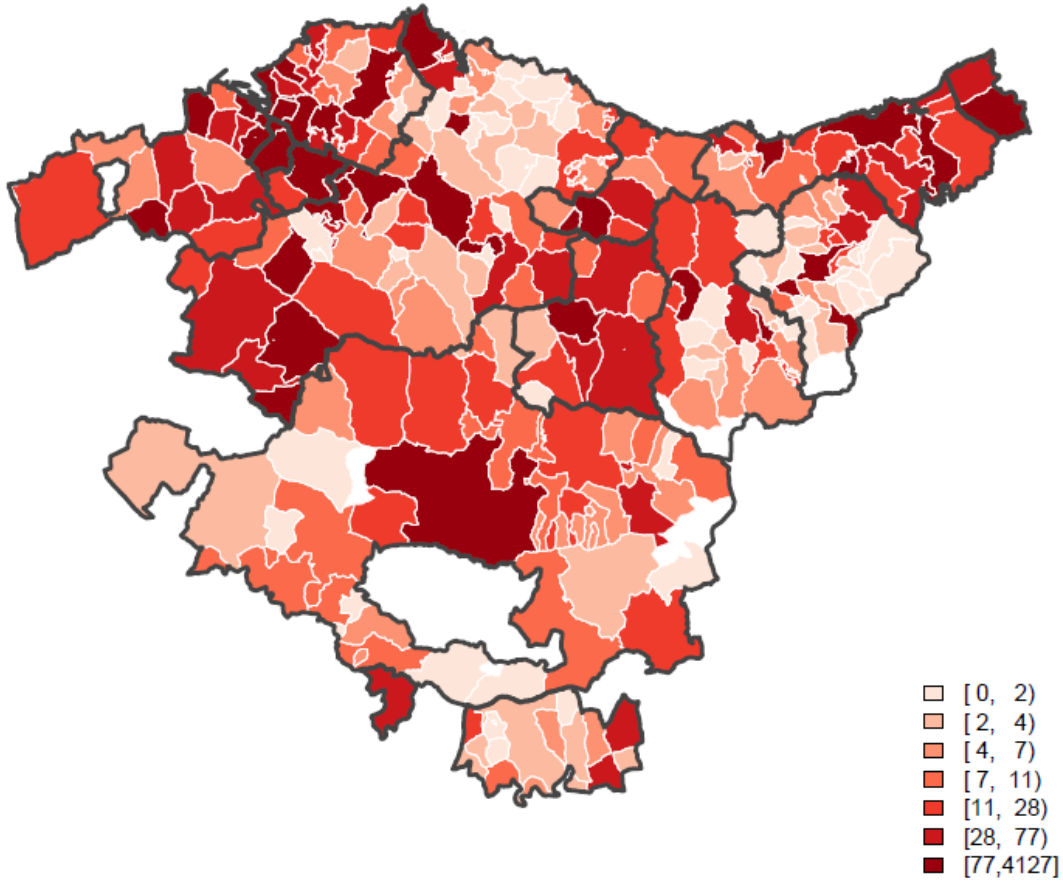 [ 0, 2)
[ 2, 4)
[ 4, 7)
[ 7, 11)
[11, 28)
[28, 77)
[77,4127]